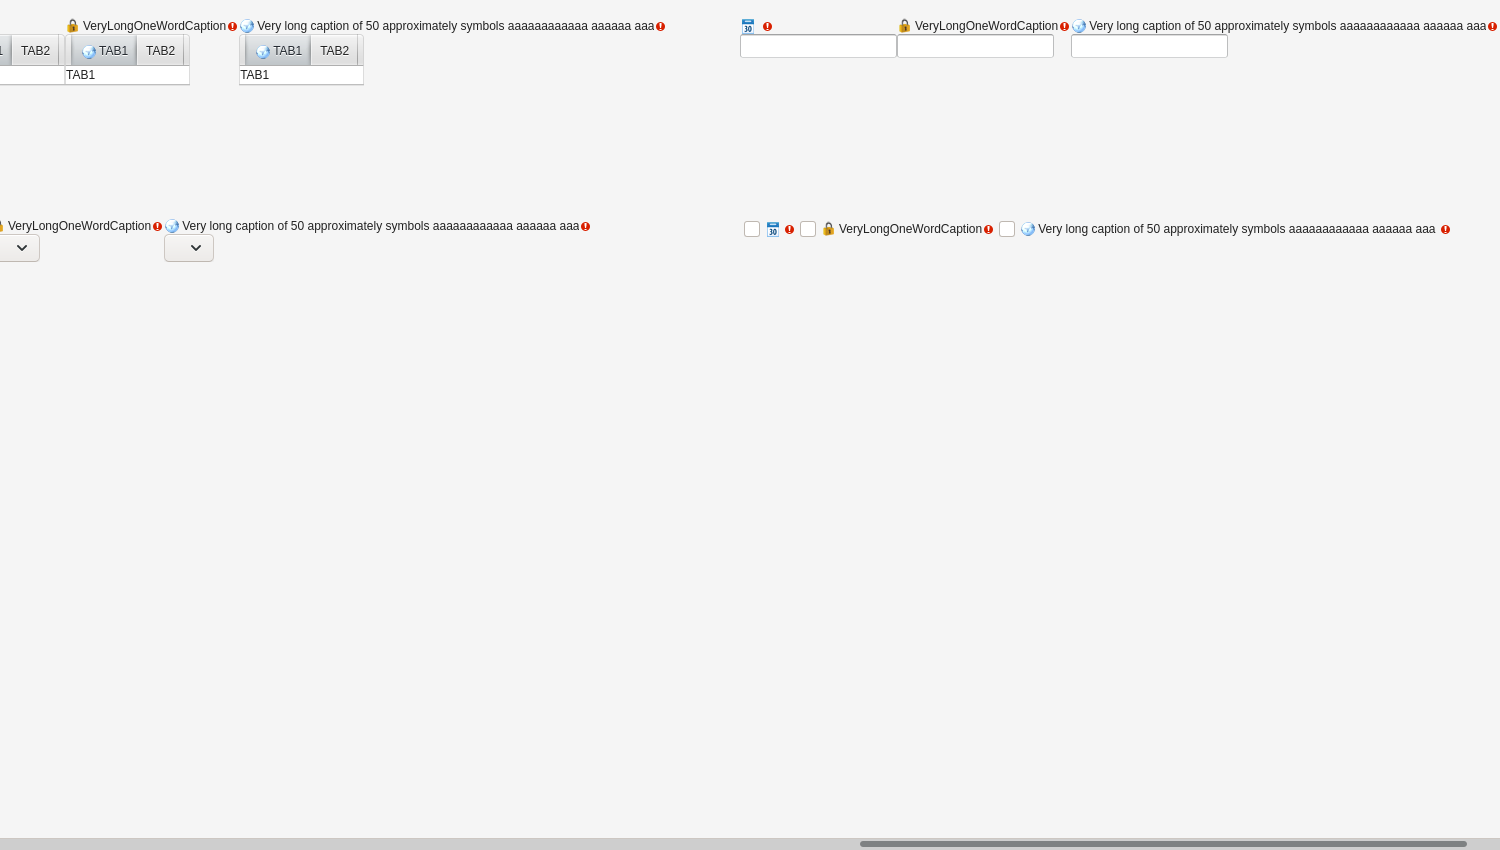 VeryLongOneWordCaption Very long caption of 50 approximately symbols aaaaaaaaaaaa aaaaaa aaa 30 VeryLongOneWordCaption Very long caption of 50 approximately symbols aaaaaaaaaaaa aaaaaa aaa
1 TAB2 TAB1 TAB2 TAB1 TAB2
TAB1 TAB1
VeryLongOneWordCaption Very long caption of 50 approximately symbols aaaaaaaaaaaa aaaaaa aaa 30 VeryLongOneWordCaption Very long caption of 50 approximately symbols aaaaaaaaaaaa aaaaaa aaa